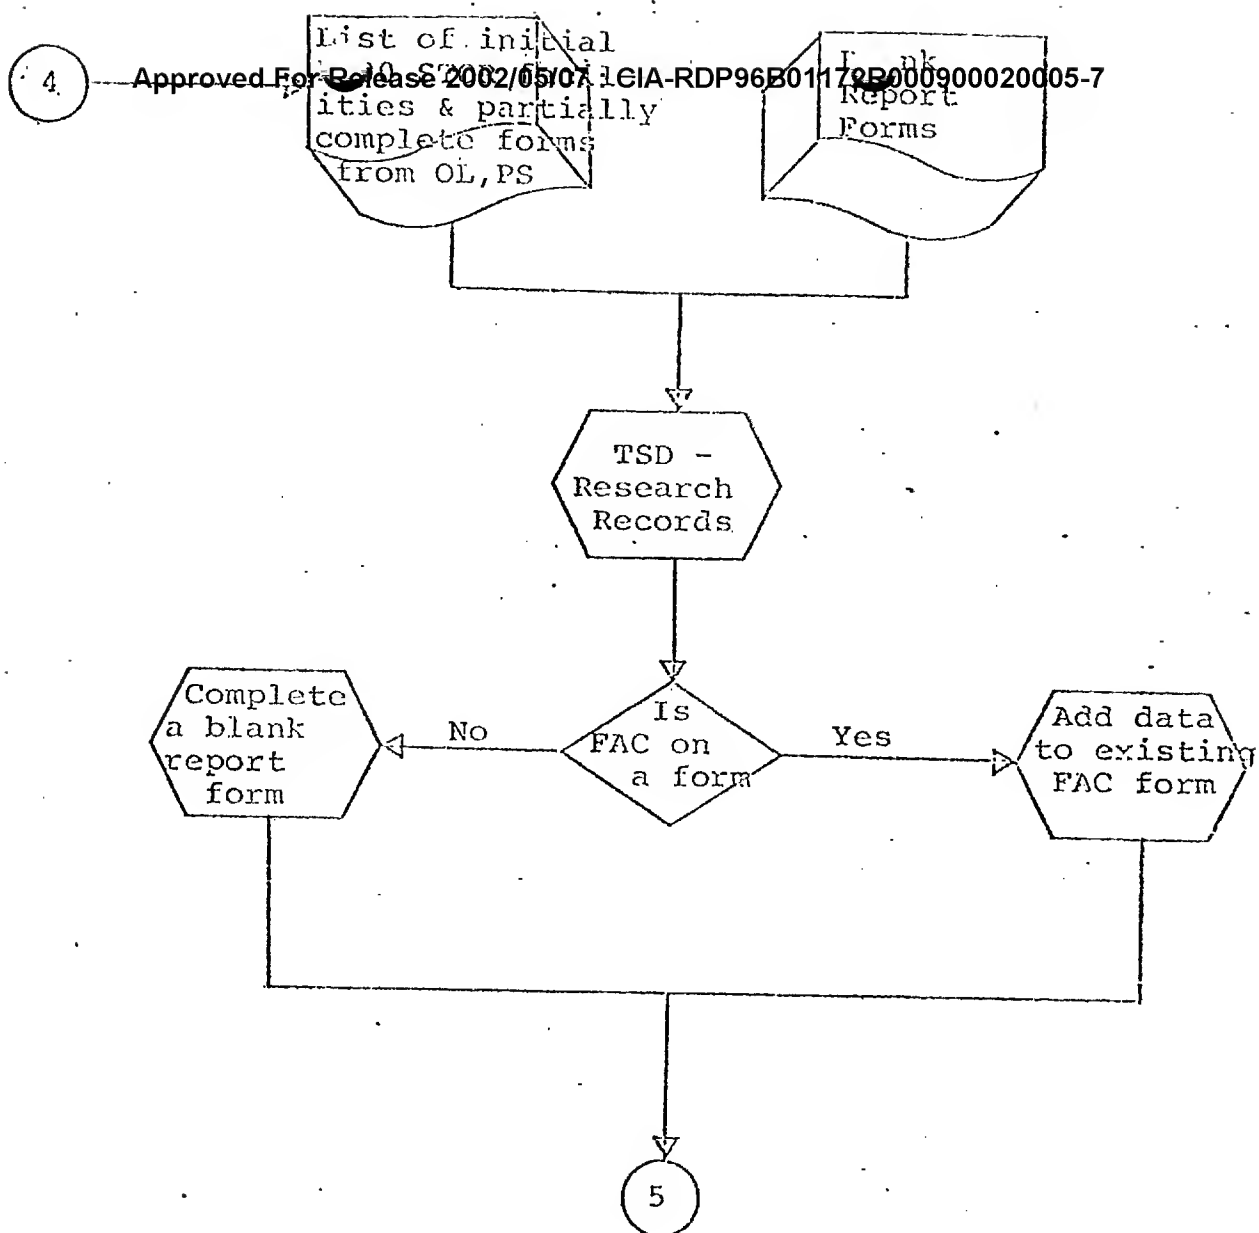 4
List of initial
Approved For Release 2002/05/07 : CIA-RDP96B01172R000900020005-7
ities & partially
complete forms
from OL,PS
Report
Forms
TSD -
Research
Records
Is
FAC on
a form
No
Yes
Complete
a blank
report
form
Add data
to existing
FAC form
5